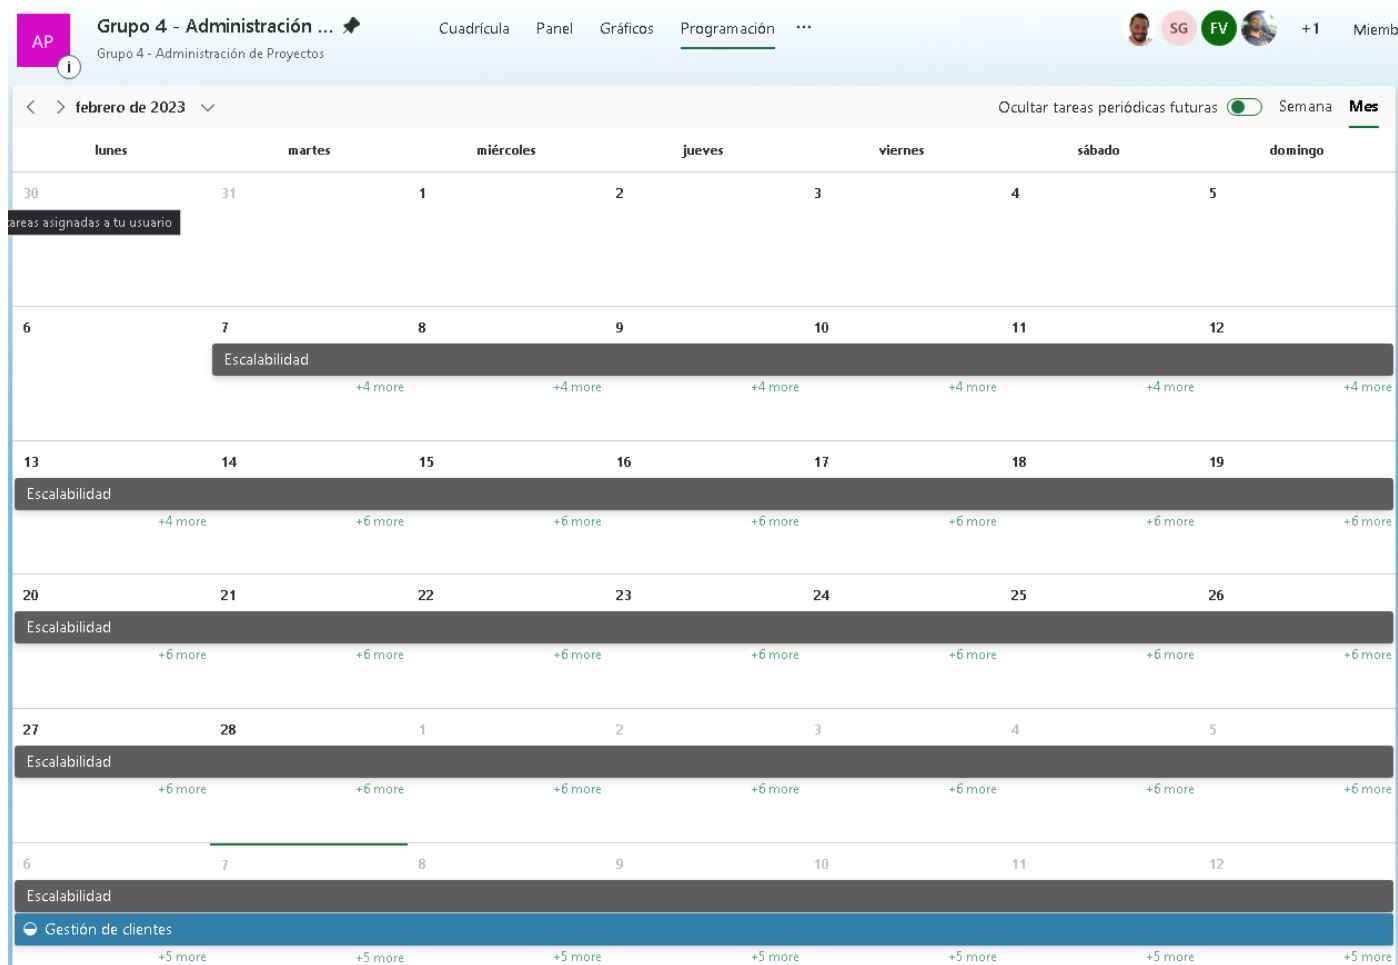 AP
i
Grupo 4 - Administración ...
Grupo 4 - Administración de Proyectos
Cuadrícula Panel Gráficos Programación ...
SG FV +1 Miemb
febrero de 2023
Ocultar tareas periódicas futuras Semana Mes
lunes martes miércoles jueves viernes sábado domingo
30 31 1 2 3 4 5
tareas asignadas a tu usuario
6 7 8 9 10 11 12
Escalabilidad
+4 more +4 more +4 more +4 more +4 more +4 more
13 14 15 16 17 18 19
Escalabilidad
+4 more +6 more +6 more +6 more +6 more +6 more +6 more
20 21 22 23 24 25 26
Escalabilidad
+6 more +6 more +6 more +6 more +6 more +6 more +6 more
27 28 1 2 3 4 5
Escalabilidad
+6 more +6 more +6 more +6 more +6 more +6 more +6 more
6 7 8 9 10 11 12
Escalabilidad
Gestión de clientes
+5 more +5 more +5 more +5 more +5 more +5 more +5 more